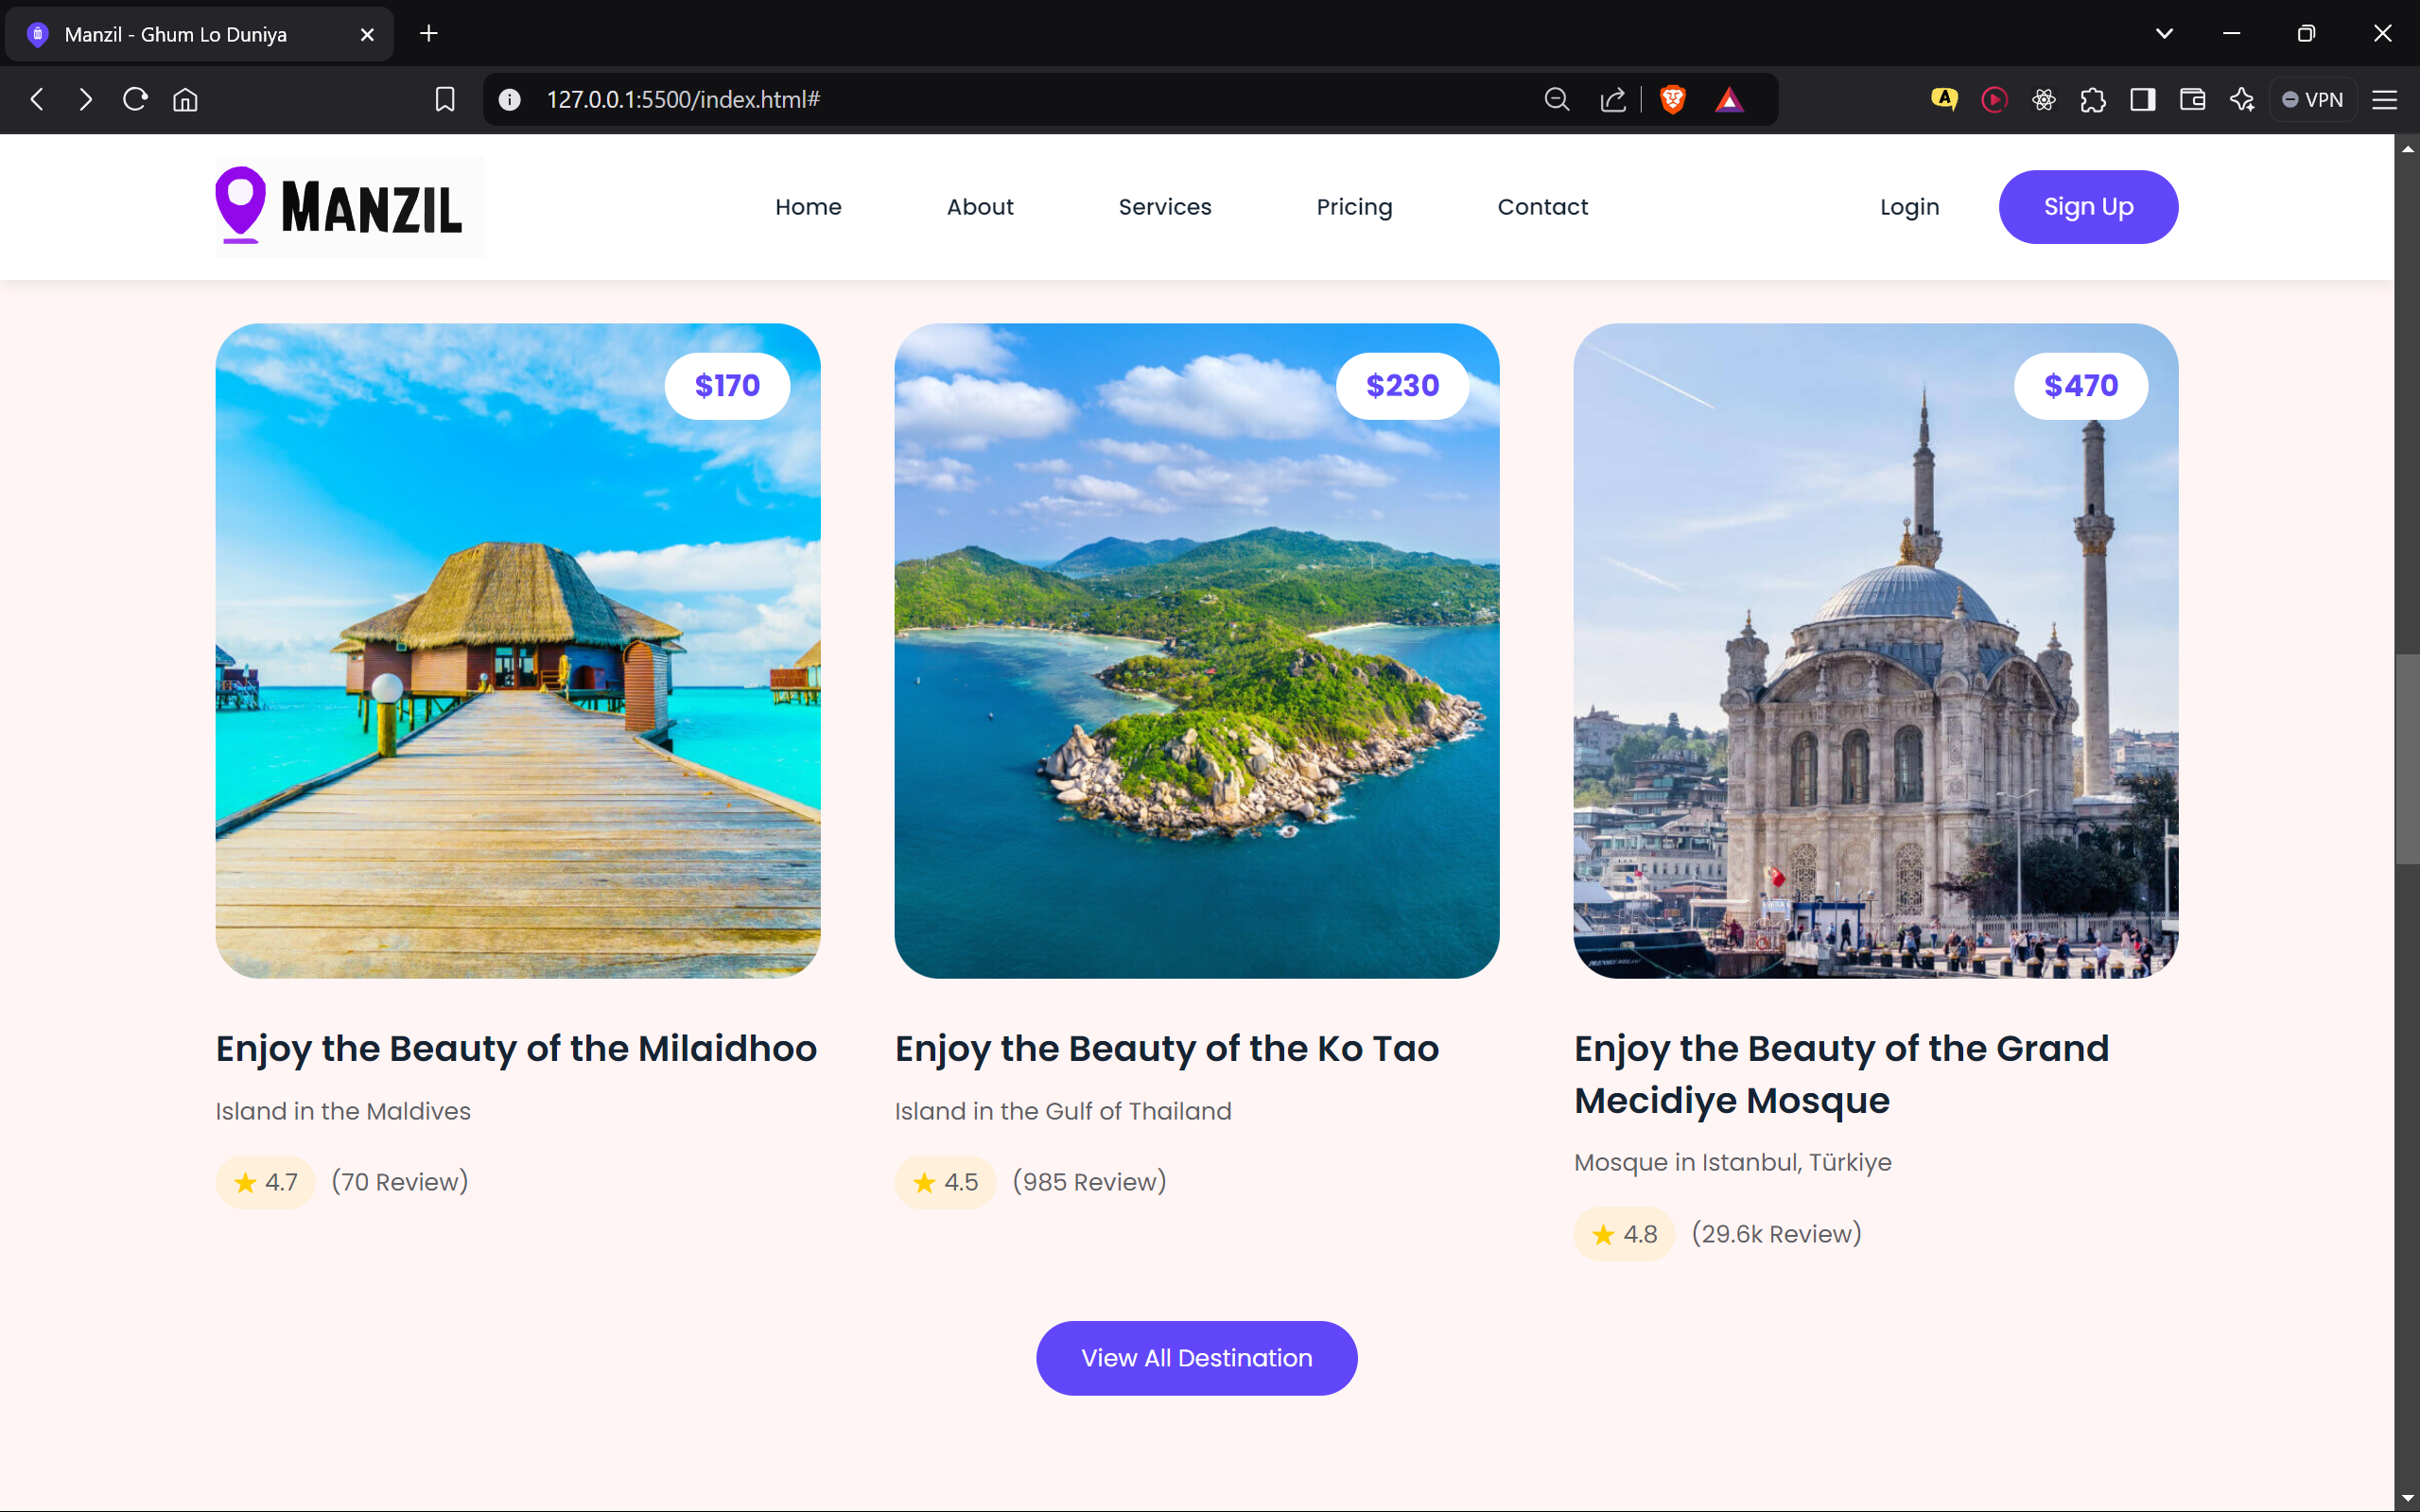 Manzil - Ghum Lo Duniya
127.0.0.1:5500/index.html#
VPN
MANZIL
Home
About
Services
Pricing
Contact
Login
Sign Up
$170
$230
$470
Enjoy the Beauty of the Milaidhoo
Island in the Maldives
4.7 (70 Review)
Enjoy the Beauty of the Ko Tao
Island in the Gulf of Thailand
4.5 (985 Review)
Enjoy the Beauty of the Grand
Mecidiye Mosque
Mosque in Istanbul, Türkiye
4.8 (29.6k Review)
View All Destination